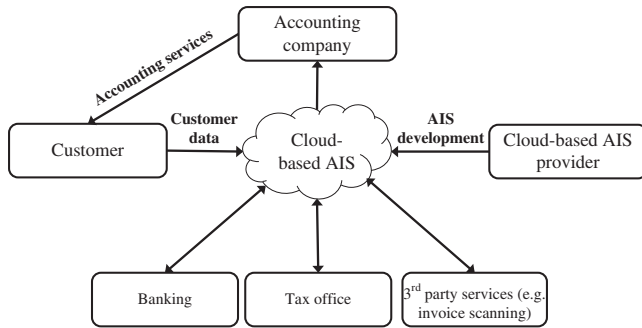 Accounting
company
Accounting services
Customer
data
AIS
development
Customer
Cloud-
based AIS
Cloud-based AIS
provider
Banking
Tax office
3rd party services (e.g.
invoice scanning)